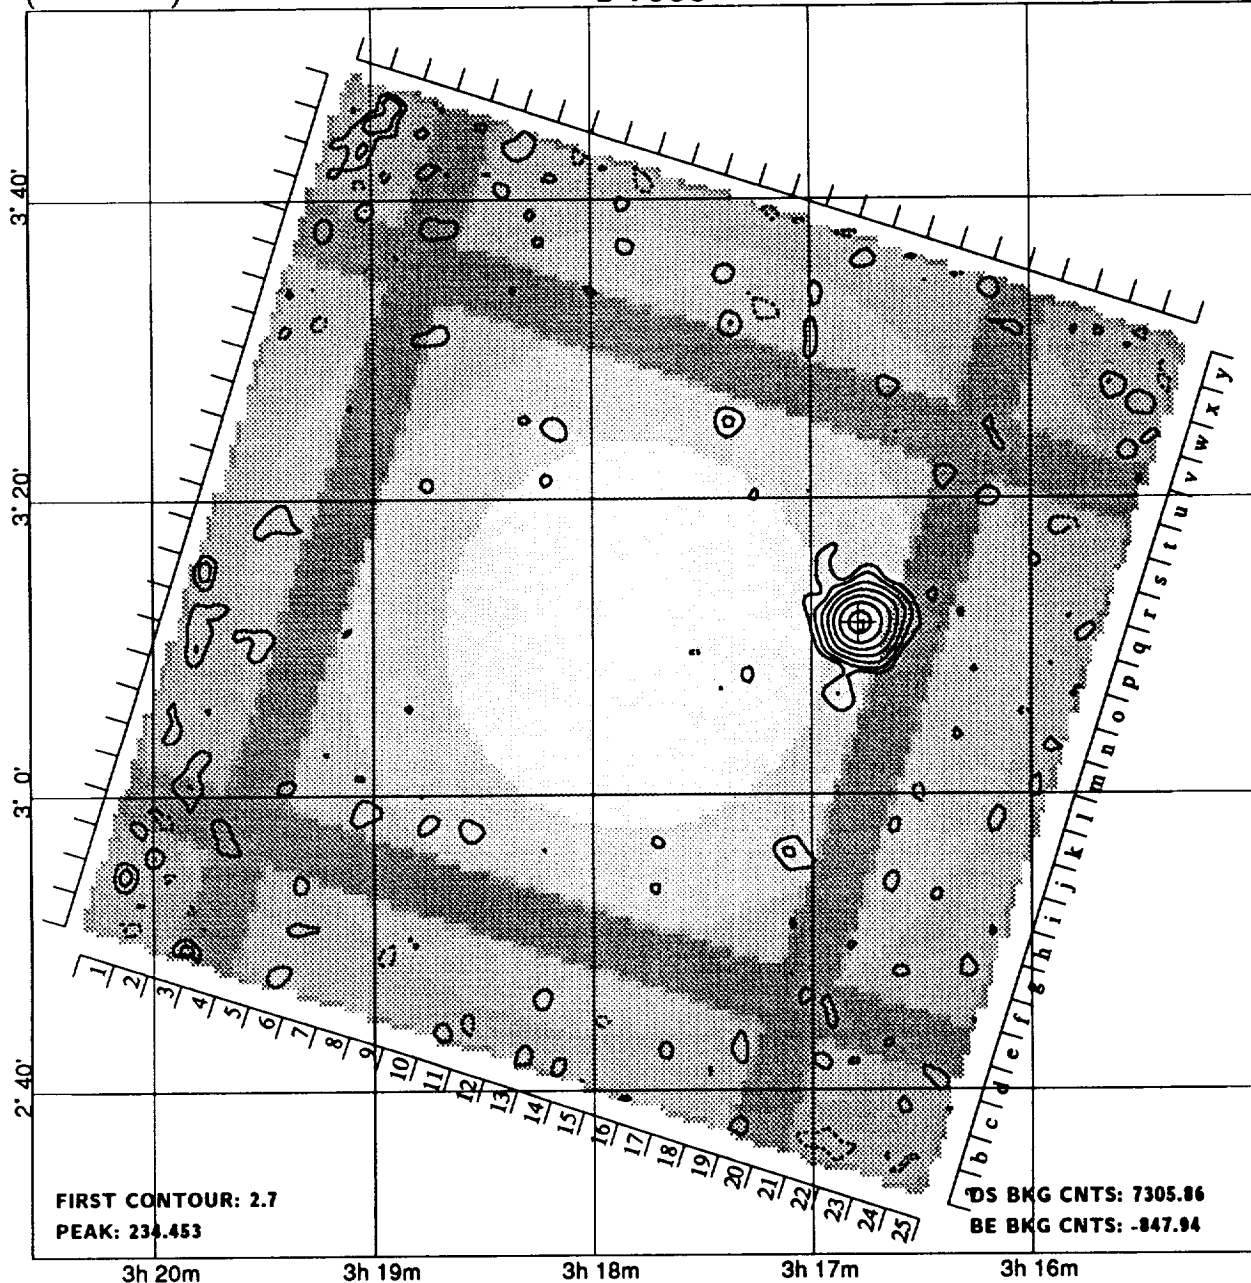 3° 40'
3° 20'
3° 0'
2° 40'
y
x
w
v
u
t
s
r
q
p
o
n
m
l
k
j
i
h
g
f
e
d
c
b
1
2
3
4
5
6
7
8
9
10
11
12
13
14
15
16
17
18
19
20
21
22
23
24
25
FIRST CONTOUR: 2.7
PEAK: 234.453
DS BKG CNTS: 7305.86
BE BKG CNTS: -847.94
3h 20m 3h 19m 3h 18m 3h 17m 3h 16m